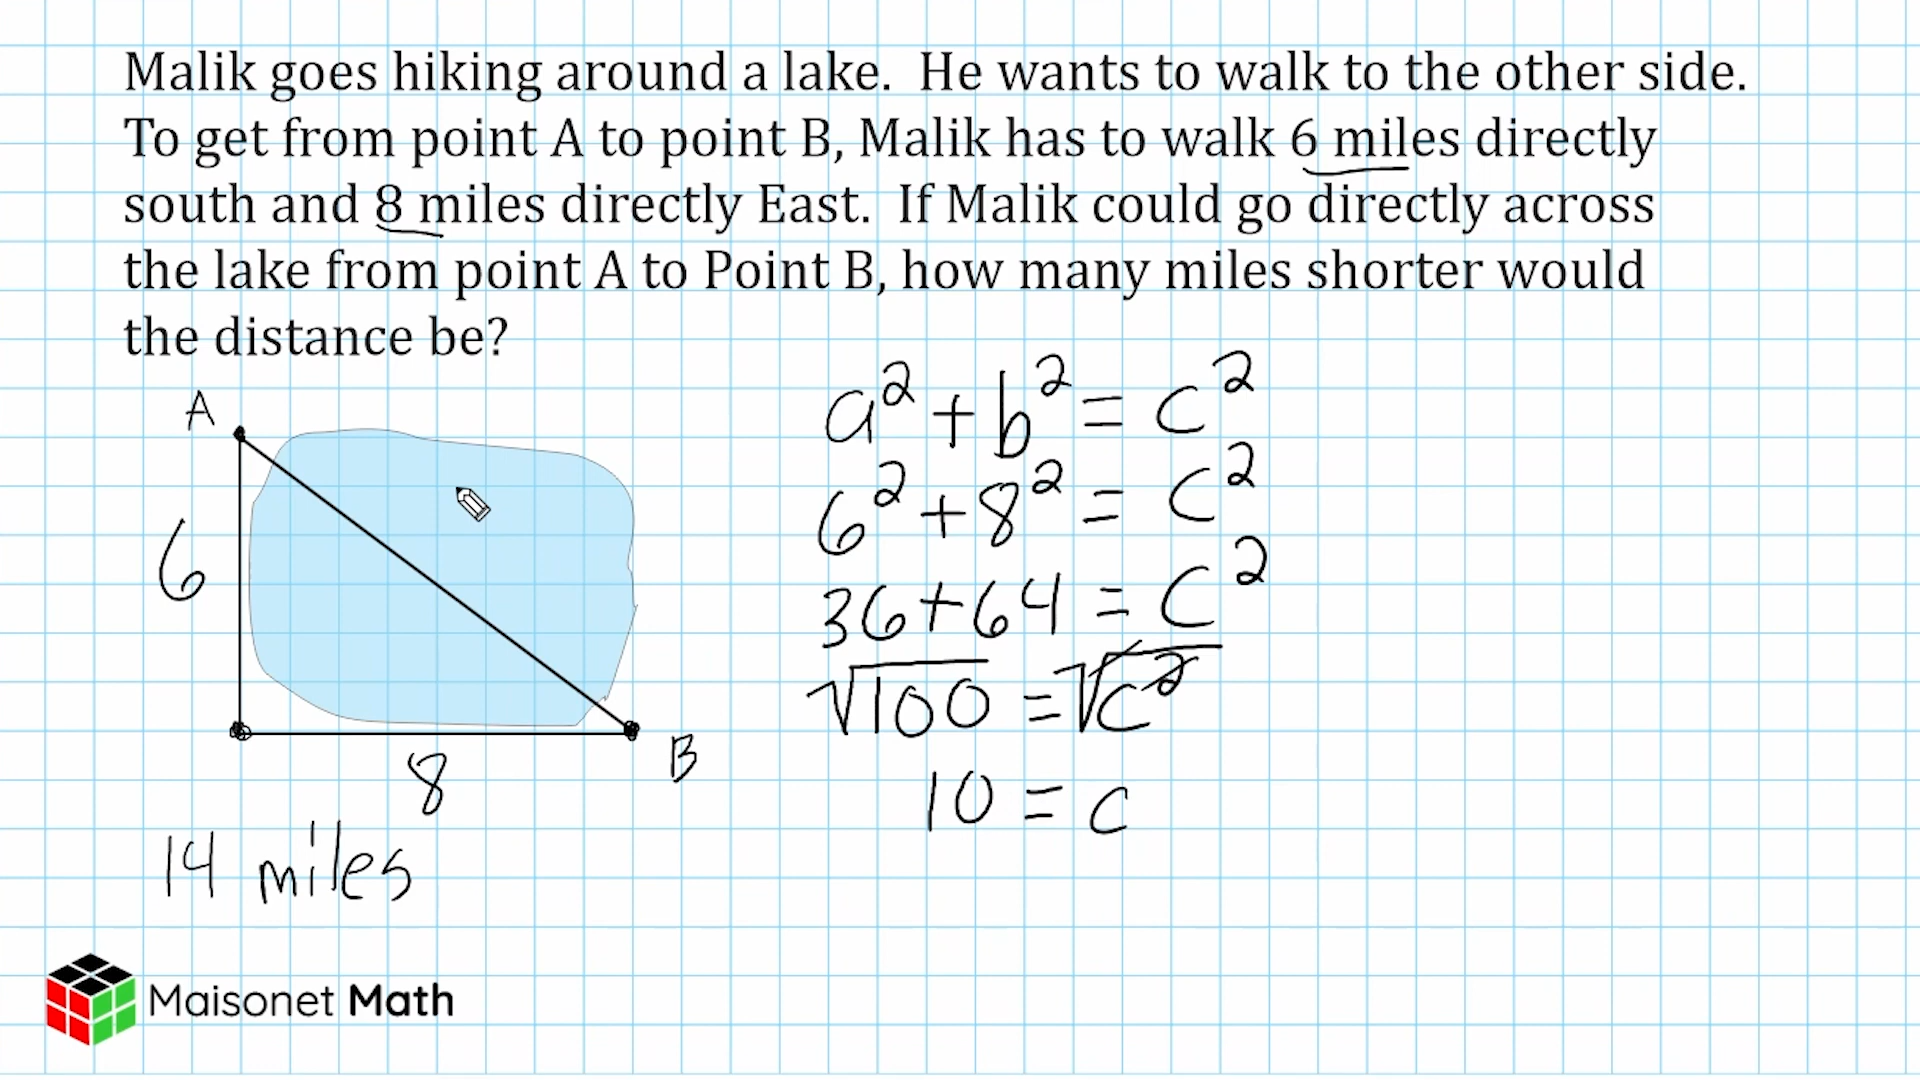 Malik goes hiking around a lake. He wants to walk to the other side.
To get from point A to point B, Malik has to walk 6 miles directly
south and 8 miles directly East. If Malik could go directly across
the lake from point A to Point B, how many miles shorter would
the distance be?
A
6
8
B
14 miles
a² + b² = c²
6² + 8² = c²
36 + 64 = c²
√100 = √c²
10 = c
Maisonet Math